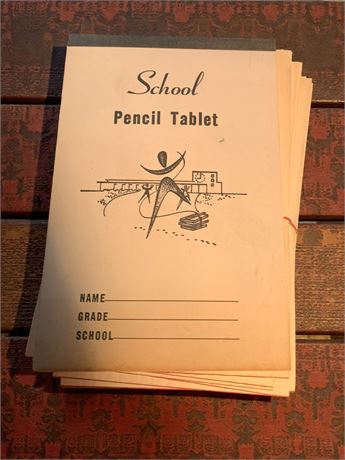 School
Pencil Tablet
NAME
GRADE
SCHOOL